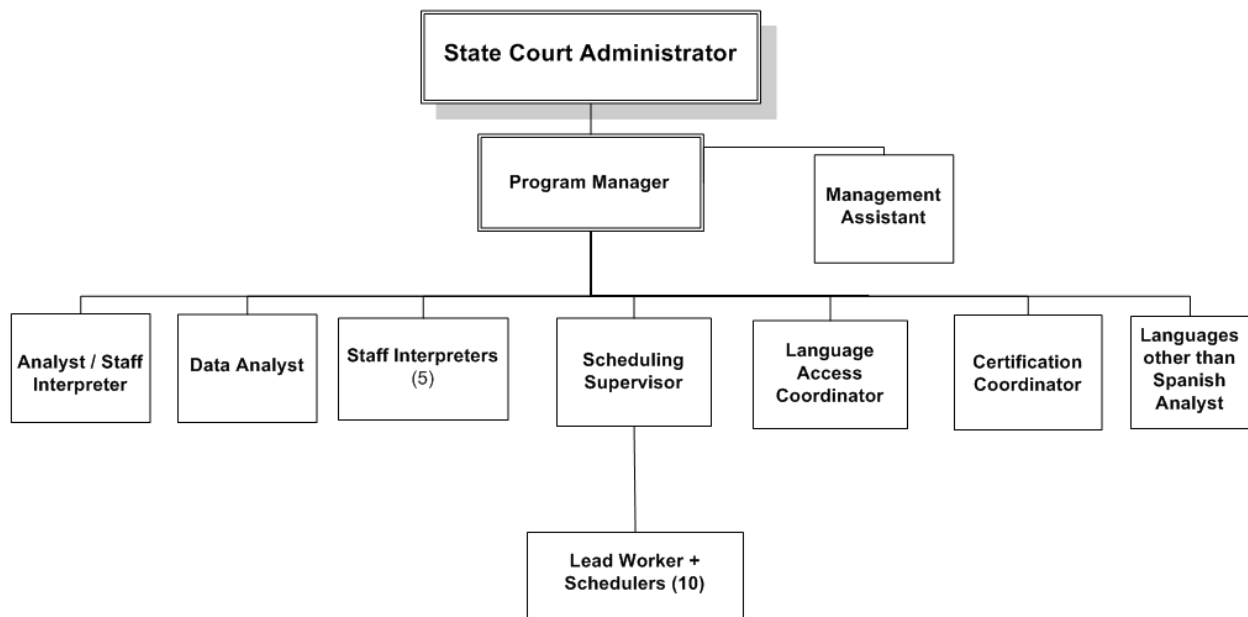 State Court Administrator
Program Manager
Management
Assistant
Analyst / Staff
Interpreter
Data Analyst
Staff Interpreters
(5)
Scheduling
Supervisor
Language
Access
Coordinator
Certification
Coordinator
Languages
other than
Spanish
Analyst
Lead Worker +
Schedulers (10)